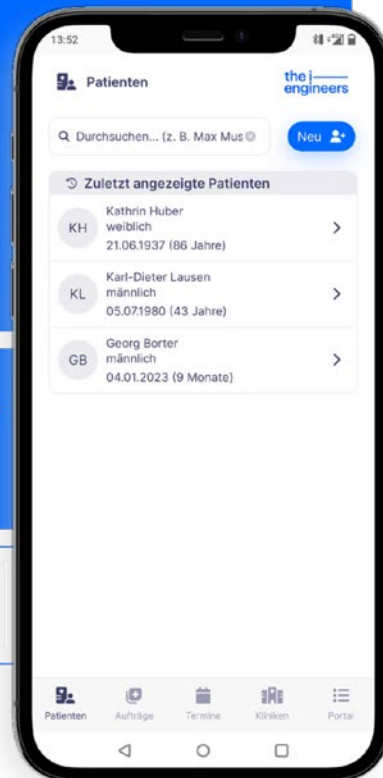 13:52
Patienten
the i
engineers
Durchsuchen... (z. B. Max Mus
Neu
Zuletzt angezeigte Patienten
KH
Kathrin Huber
weiblich
21.06.1937 (86 Jahre)
KL
Karl-Dieter Lausen
männlich
05.07.1980 (43 Jahre)
GB
Georg Borter
männlich
04.01.2023 (9 Monate)
Patienten
Aufträge
Termine
Kliniken
Portal